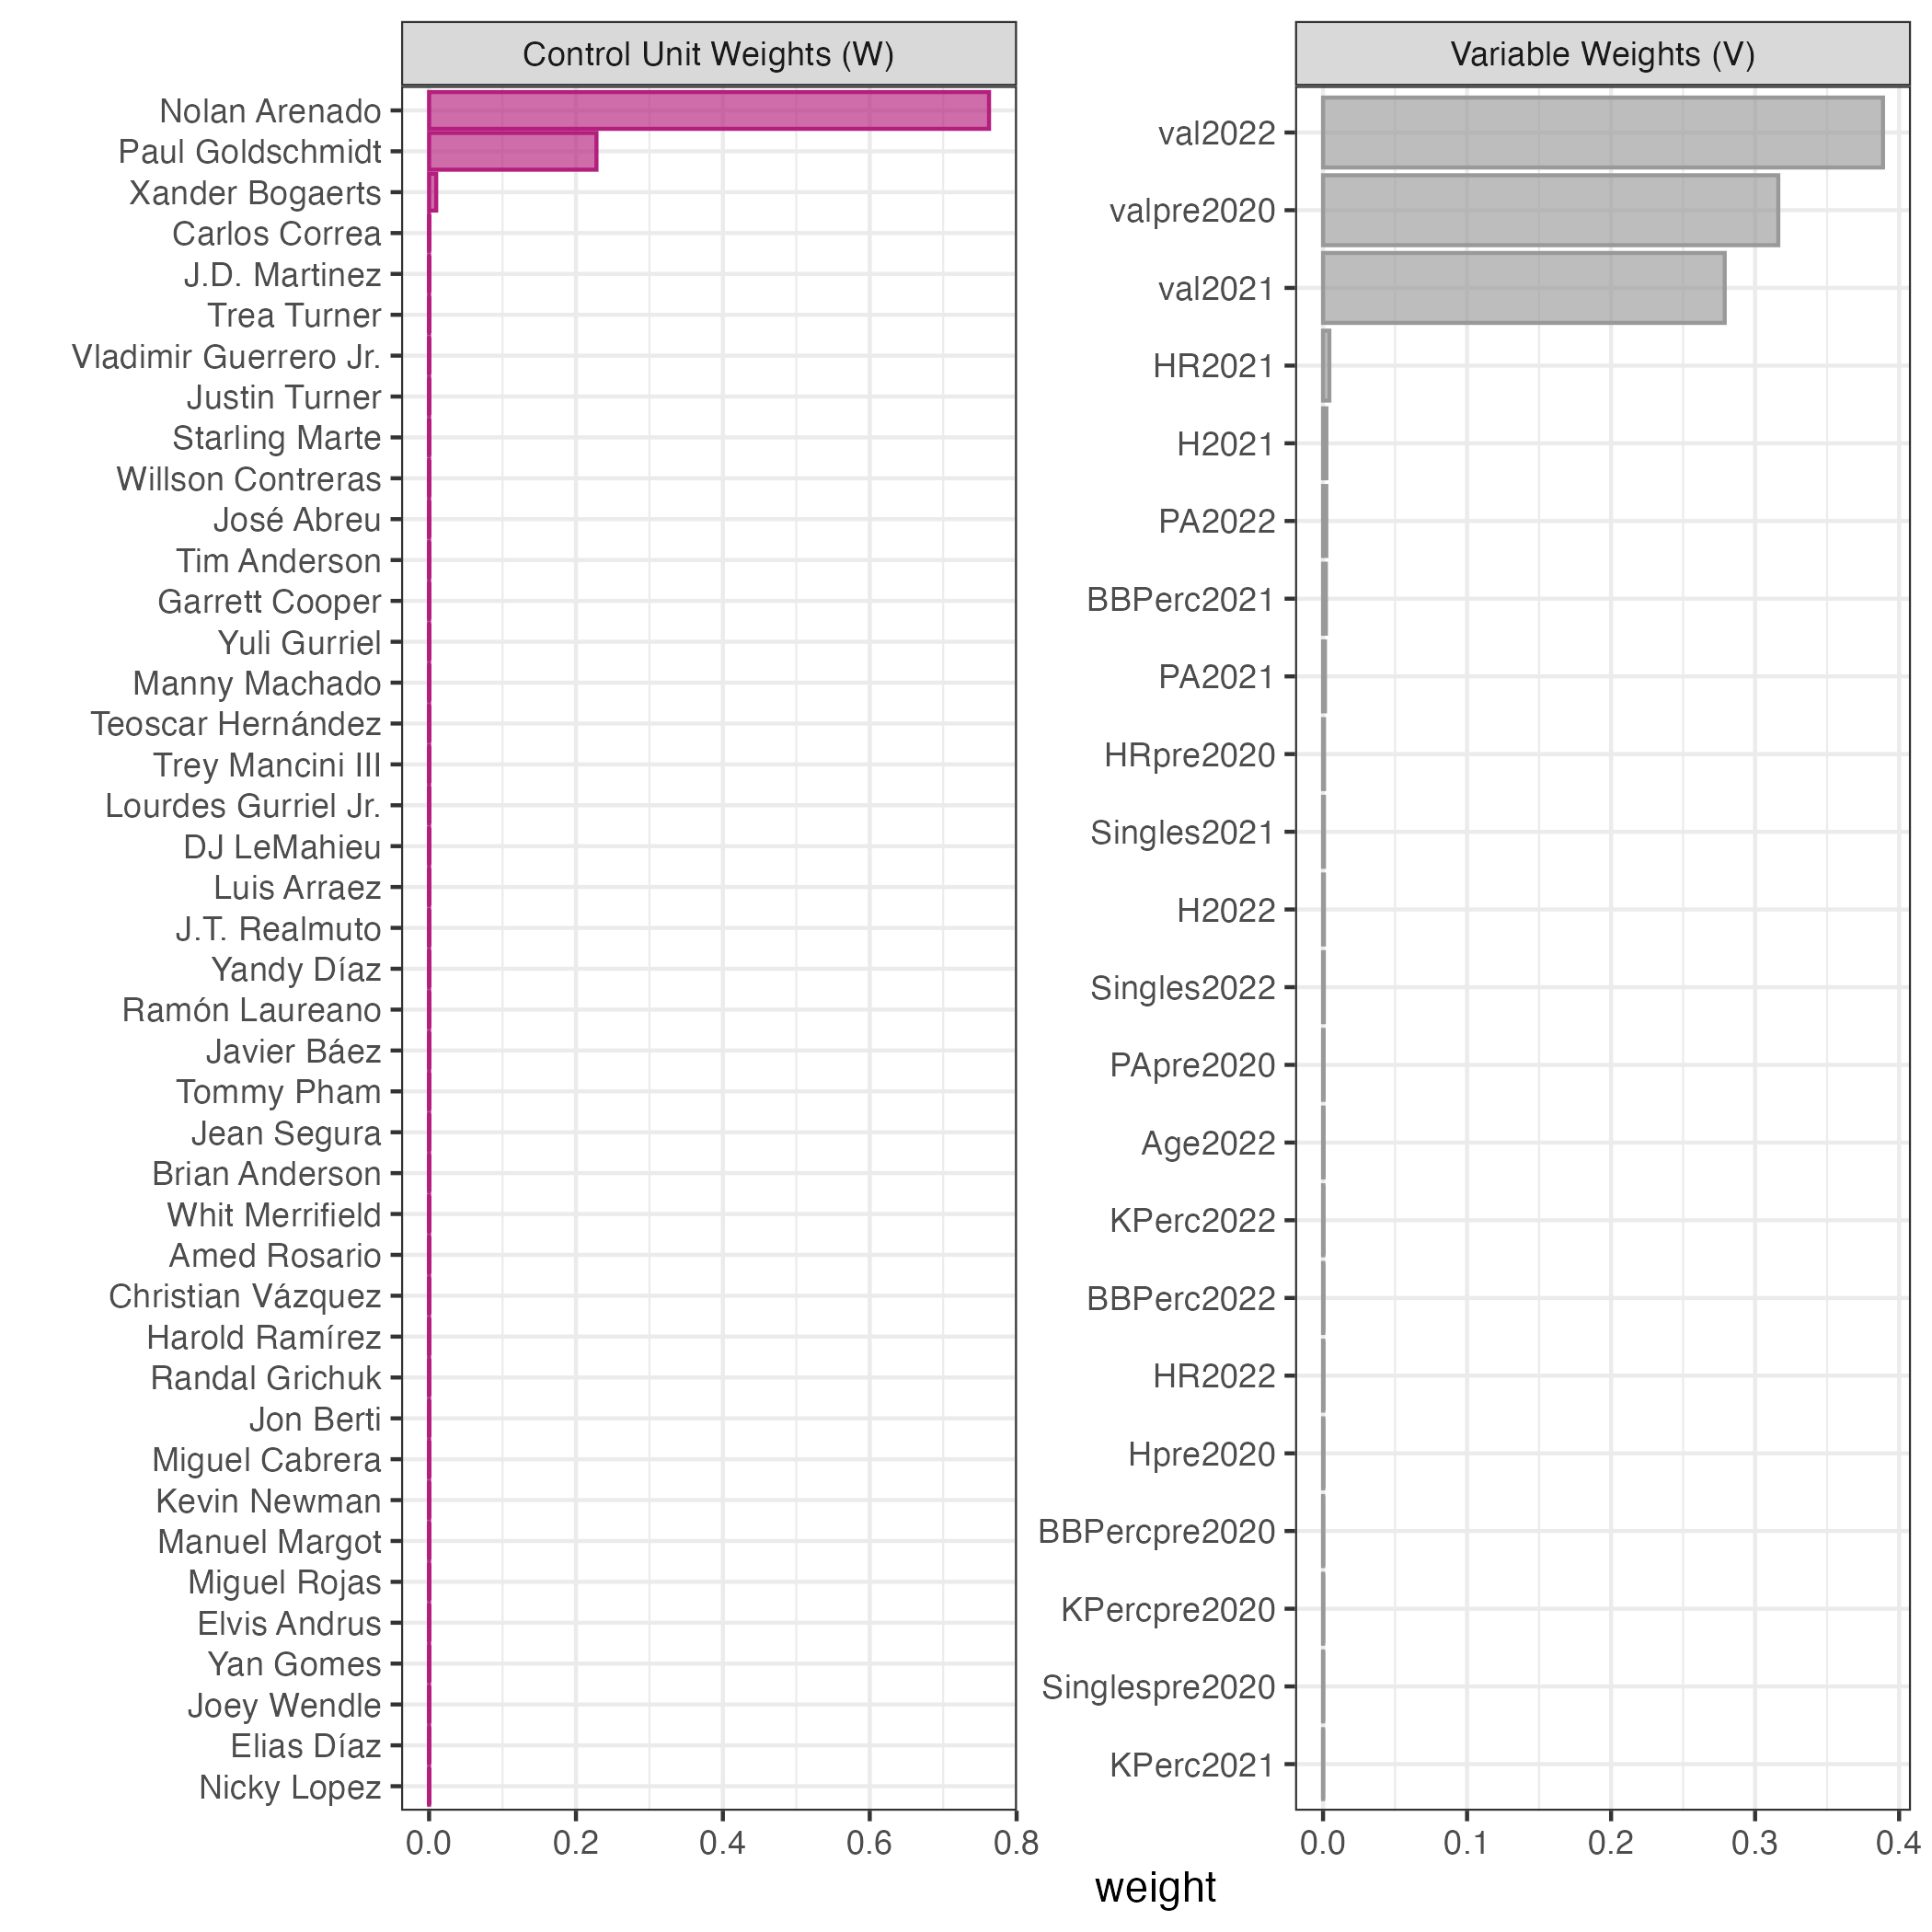 Control Unit Weights (W)
Nolan Arenado
Paul Goldschmidt
Xander Bogaerts
Carlos Correa
J.D. Martinez
Trea Turner
Vladimir Guerrero Jr.
Justin Turner
Starling Marte
Willson Contreras
José Abreu
Tim Anderson
Garrett Cooper
Yuli Gurriel
Manny Machado
Teoscar Hernández
Trey Mancini III
Lourdes Gurriel Jr.
DJ LeMahieu
Luis Arraez
J.T. Realmuto
Yandy Díaz
Ramón Laureano
Javier Báez
Tommy Pham
Jean Segura
Brian Anderson
Whit Merrifield
Amed Rosario
Christian Vázquez
Harold Ramírez
Randal Grichuk
Jon Berti
Miguel Cabrera
Kevin Newman
Manuel Margot
Miguel Rojas
Elvis Andrus
Yan Gomes
Joey Wendle
Elias Díaz
Nicky Lopez
0.0 0.2 0.4 0.6 0.8
Variable Weights (V)
val2022
valpre2020
val2021
HR2021
H2021
PA2022
BBPerc2021
PA2021
HRpre2020
Singles2021
H2022
Singles2022
PApre2020
Age2022
KPerc2022
BBPerc2022
HR2022
Hpre2020
BBPercpre2020
KPercpre2020
Singlespre2020
KPerc2021
0.0 0.1 0.2 0.3 0.4
weight